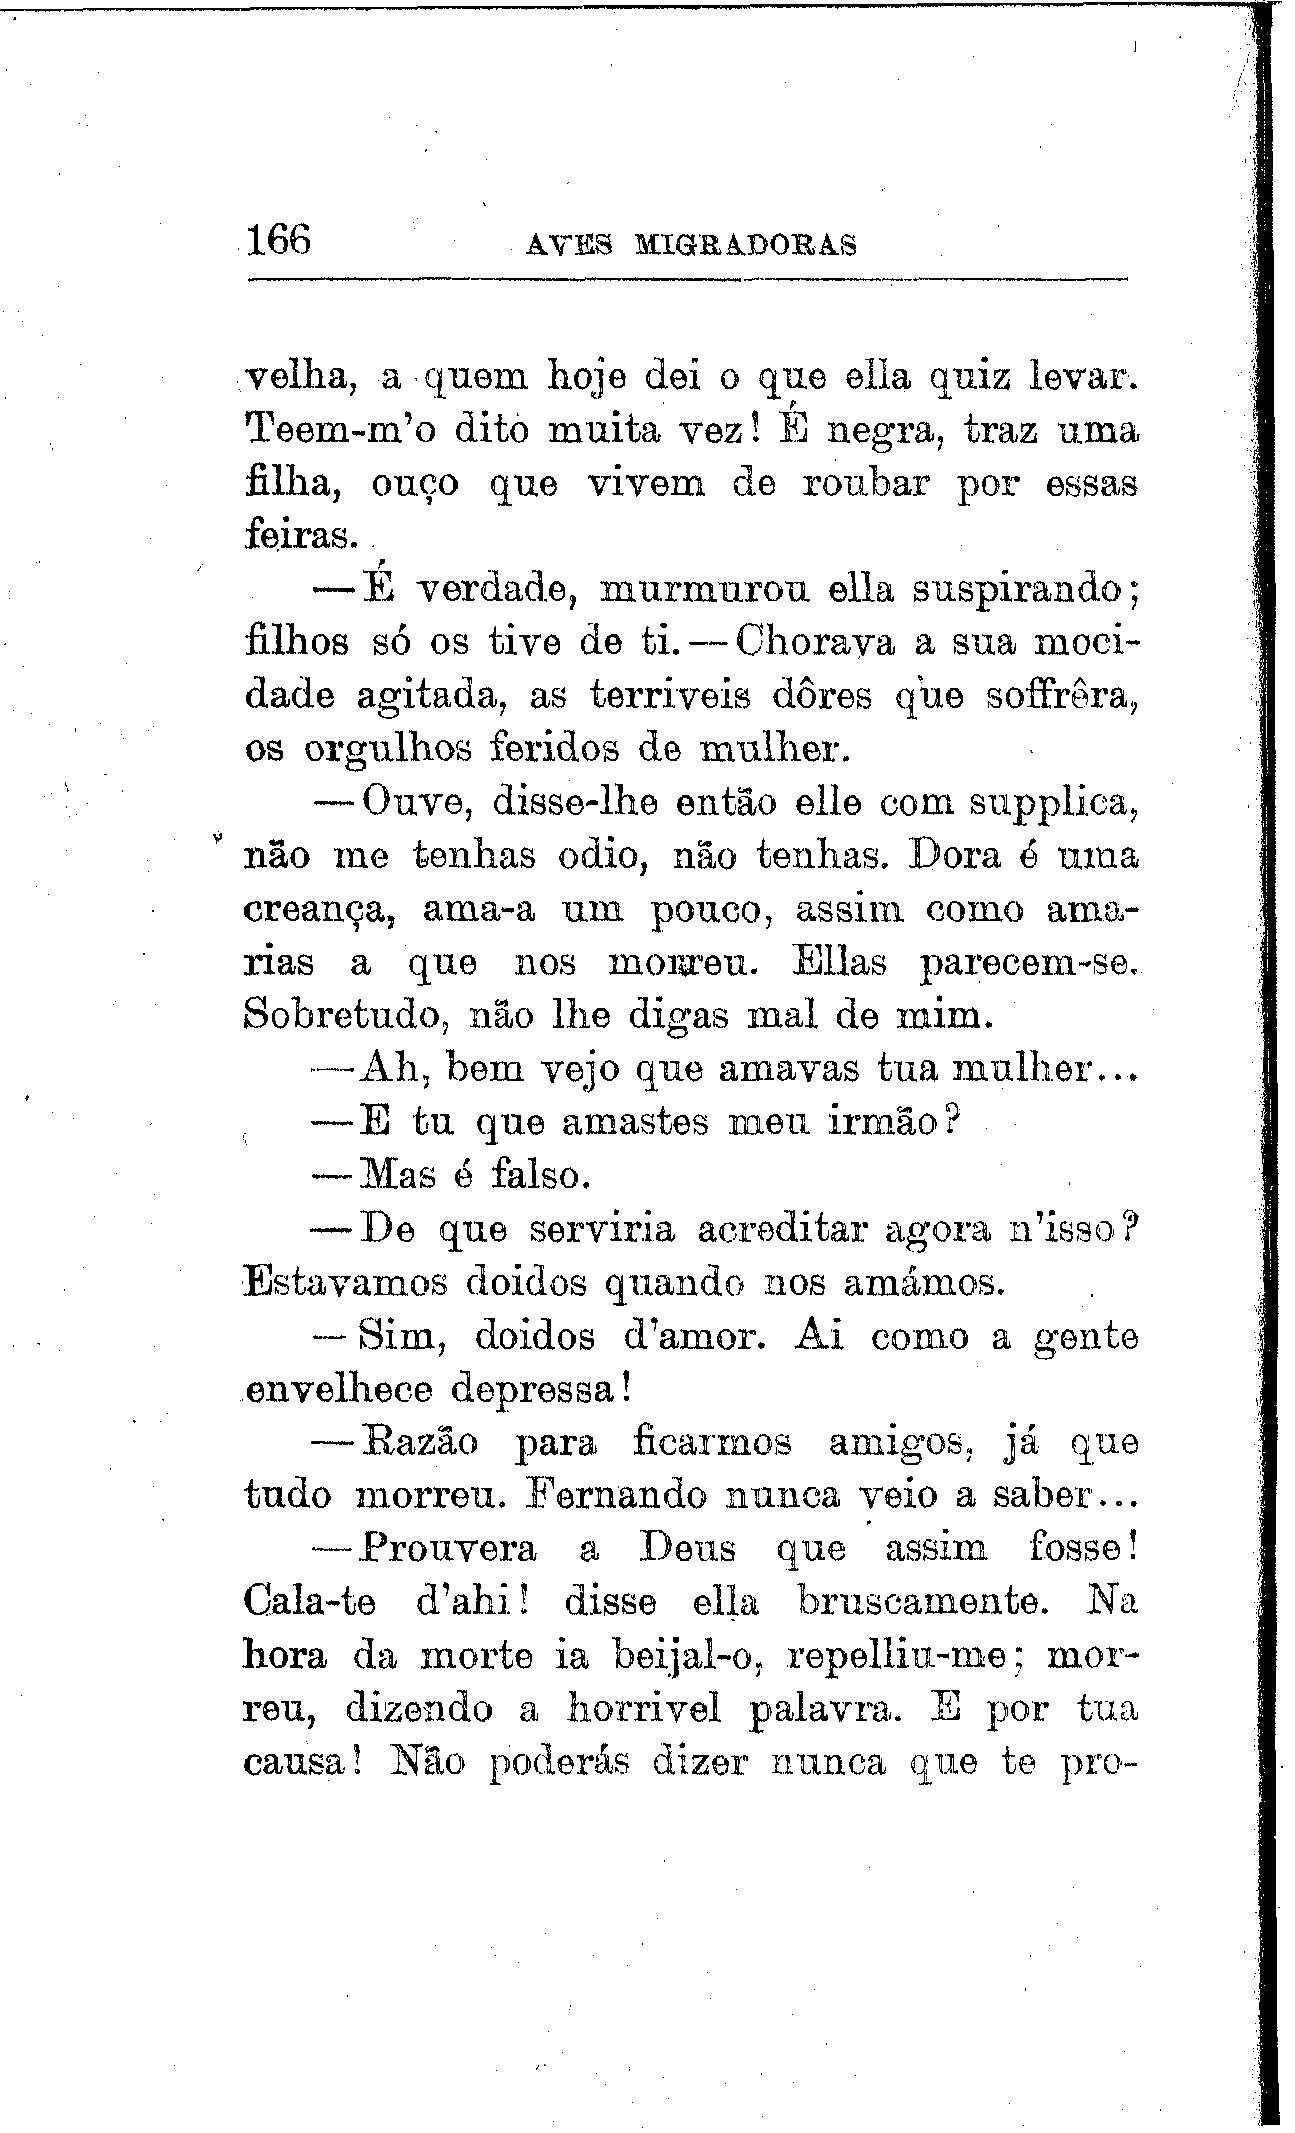 166 AVES MIGRADORAS
velha, a quem hoje dei o que ella quiz levar.
Teem-m'o dito muita vez! É negra, traz uma
filha, ouço que vivem de roubar por essas
feiras.
—É verdade, murmurou ella suspirando;
filhos só os tive de ti.—Chorava a sua moci-
dade agitada, as terriveis dôres que soffrêra,
os orgulhos feridos de mulher.
—Ouve, disse-lhe então elle com supplica,
não me tenhas odio, não tenhas. Dora é uma
creança, ama-a um pouco, assim como ama-
rias a que nos morreu. Ellas parecem-se.
Sobretudo, não lhe digas mal de mim.
—Ah, bem vejo que amavas tua mulher...
—E tu que amastes meu irmão?
—Mas é falso.
—De que serviria acreditar agora n'isso?
Estavamos doidos quando nos amámos.
—Sim, doidos d'amor. Ai como a gente
envelhece depressa!
—Razão para ficarmos amigos, já que
tudo morreu. Fernando nunca veio a saber...
—Prouvera a Deus que assim fosse!
Cala-te d'ahi! disse ella bruscamente. Na
hora da morte ia beijal-o, repelliu-me; mor-
reu, dizendo a horrivel palavra. E por tua
causa! Não poderás dizer nunca que te pro-